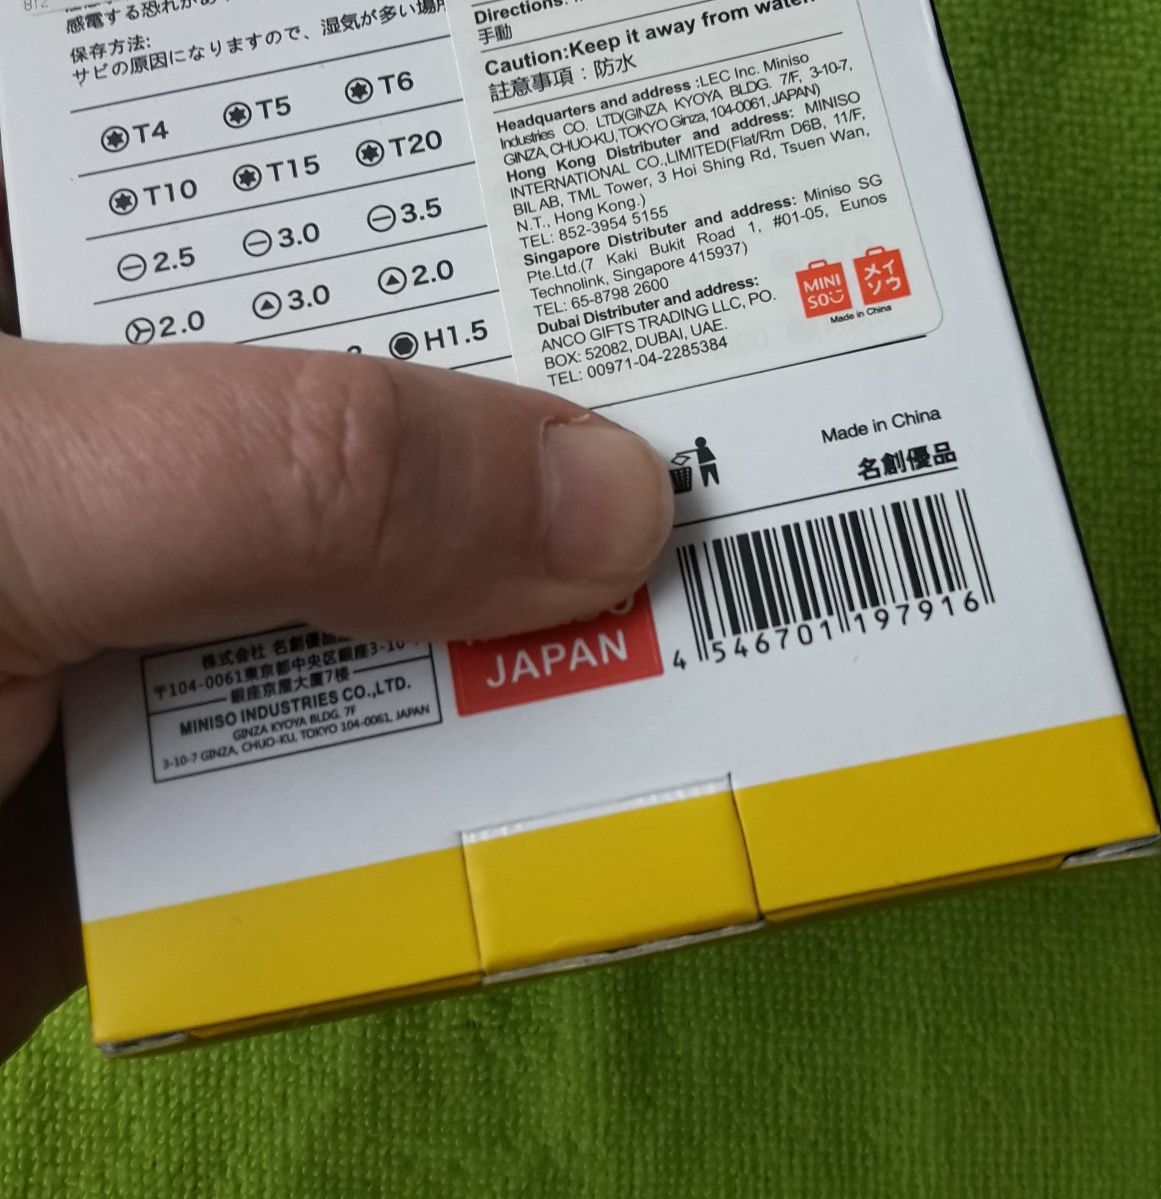 812
感電する恐れが
保存方法:
サビの原因になりますので、湿気が多い場所
T4 T5 T6
T10 T15 T20
2.5 3.0 3.5
2.0 3.0 2.0
H1.5
Directions:
手動
Caution:Keep it away from water
註意事項：防水
Headquarters and address :LEC Inc. Miniso
Industries CO. LTD(GINZA KYOYA BLDG. 7/F, 3-10-7,
GINZA, CHUO-KU, TOKYO Ginza, 104-0061, JAPAN)
Hong Kong Distributer and address: MINISO
INTERNATIONAL CO.,LIMITED(Flat/Rm D6B, 11/F,
BIL AB, TML Tower, 3 Hoi Shing Rd, Tsuen Wan,
N.T., Hong Kong.)
TEL: 852-3954 5155
Singapore Distributer and address: Miniso SG
Pte.Ltd.(7 Kaki Bukit Road 1, #01-05, Eunos
Technolink, Singapore 415937)
TEL: 65-8798 2600
Dubai Distributer and address:
ANCO GIFTS TRADING LLC, PO.
BOX: 52082, DUBAI, UAE.
TEL: 00971-04-2285384
MINI
SO
メイ
ソウ
Made in China
Made in China
名創優品
4 546701 197916
JAPAN
株式会社 名創優品
〒104-0061東京都中央区銀座3-10
銀座京屋大厦7楼
MINISO INDUSTRIES CO.,LTD.
GINZA KYOYA BLDG. 7F
3-10-7 GINZA, CHUO-KU, TOKYO 104-0061, JAPAN